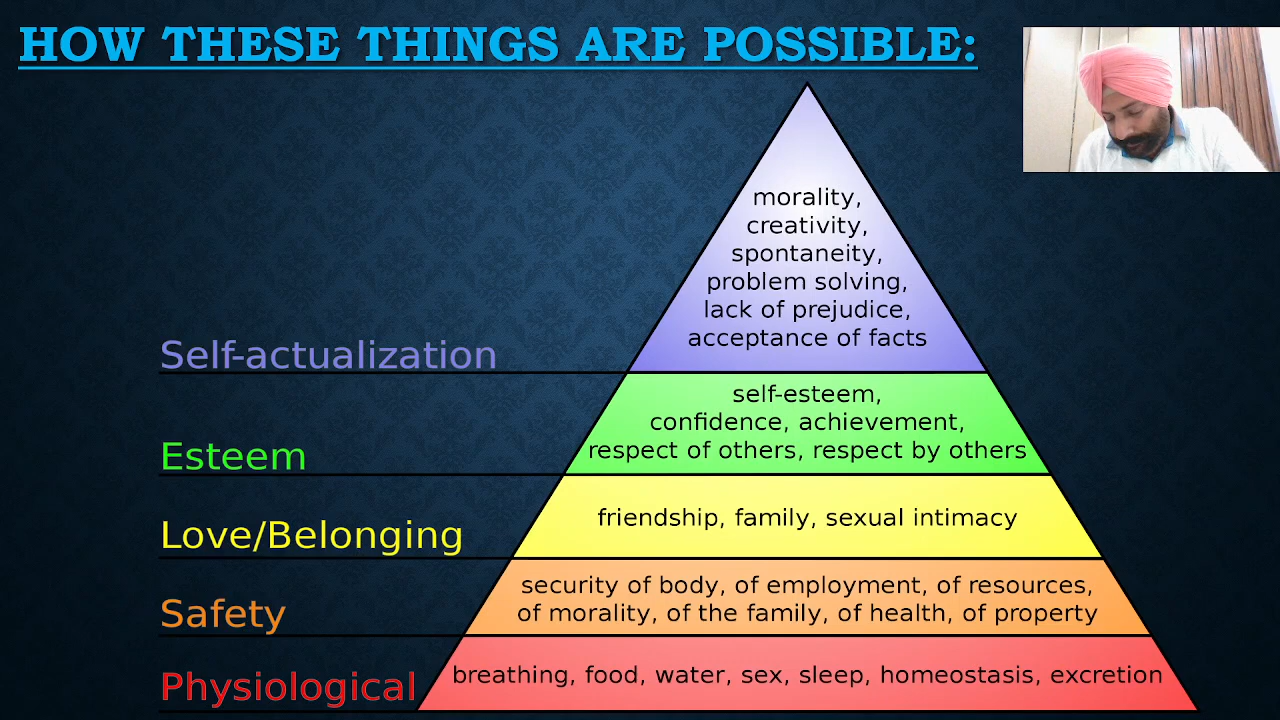 HOW THESE THINGS ARE POSSIBLE:
morality,
creativity,
spontaneity,
problem solving,
lack of prejudice,
acceptance of facts
Self-actualization
self-esteem,
confidence, achievement,
respect of others, respect by others
Esteem
friendship, family, sexual intimacy
Love/Belonging
security of body, of employment, of resources,
of morality, of the family, of health, of property
Safety
breathing, food, water, sex, sleep, homeostasis, excretion
Physiological